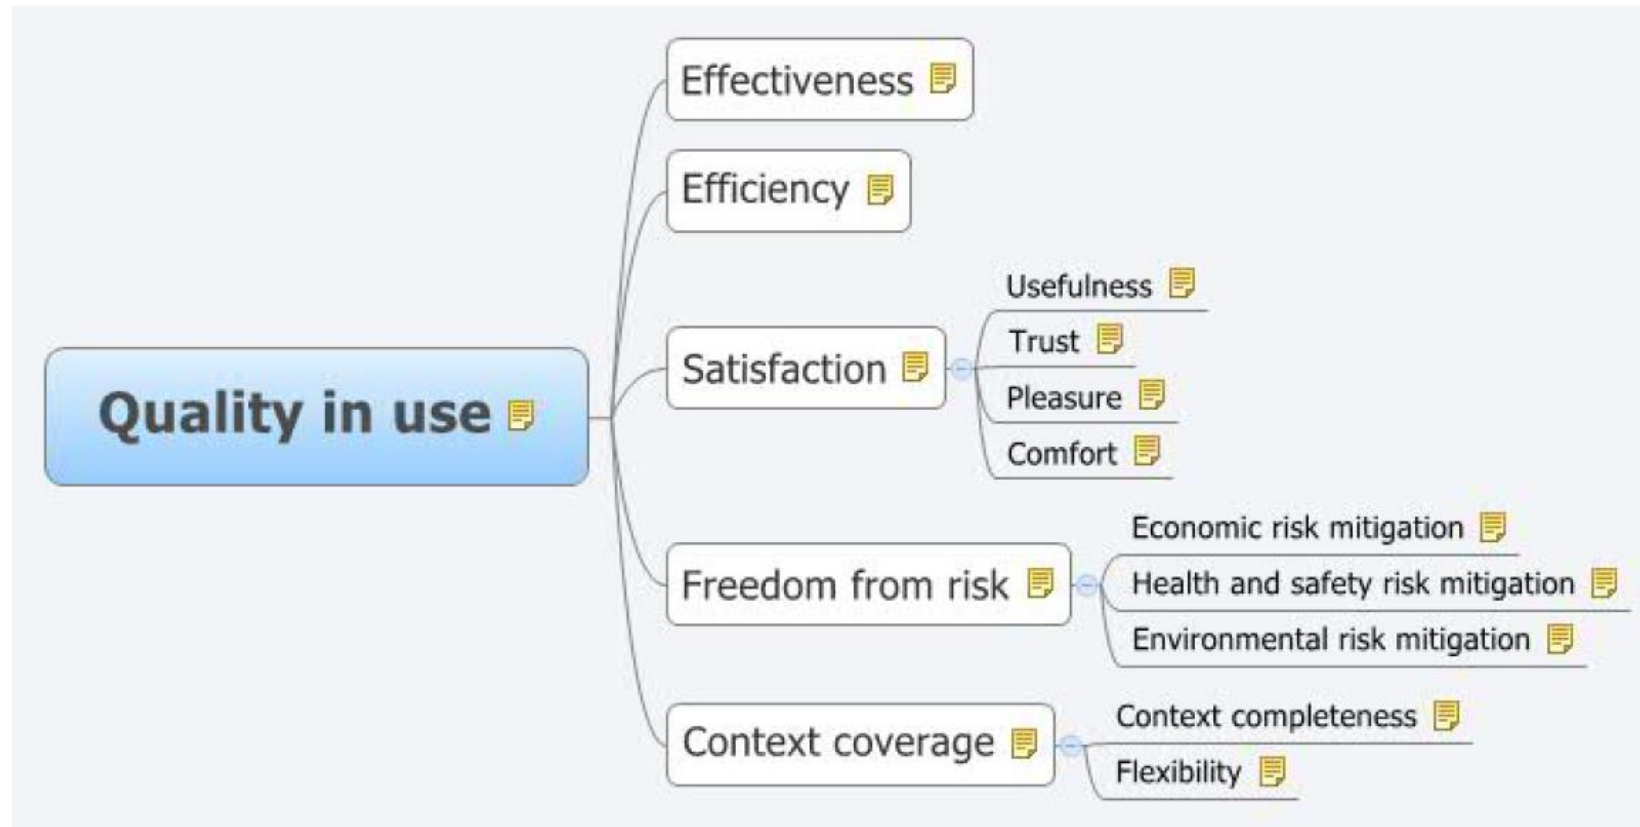 Quality in use
Effectiveness
Efficiency
Satisfaction
Usefulness
Trust
Pleasure
Comfort
Freedom from risk
Economic risk mitigation
Health and safety risk mitigation
Environmental risk mitigation
Context coverage
Context completeness
Flexibility